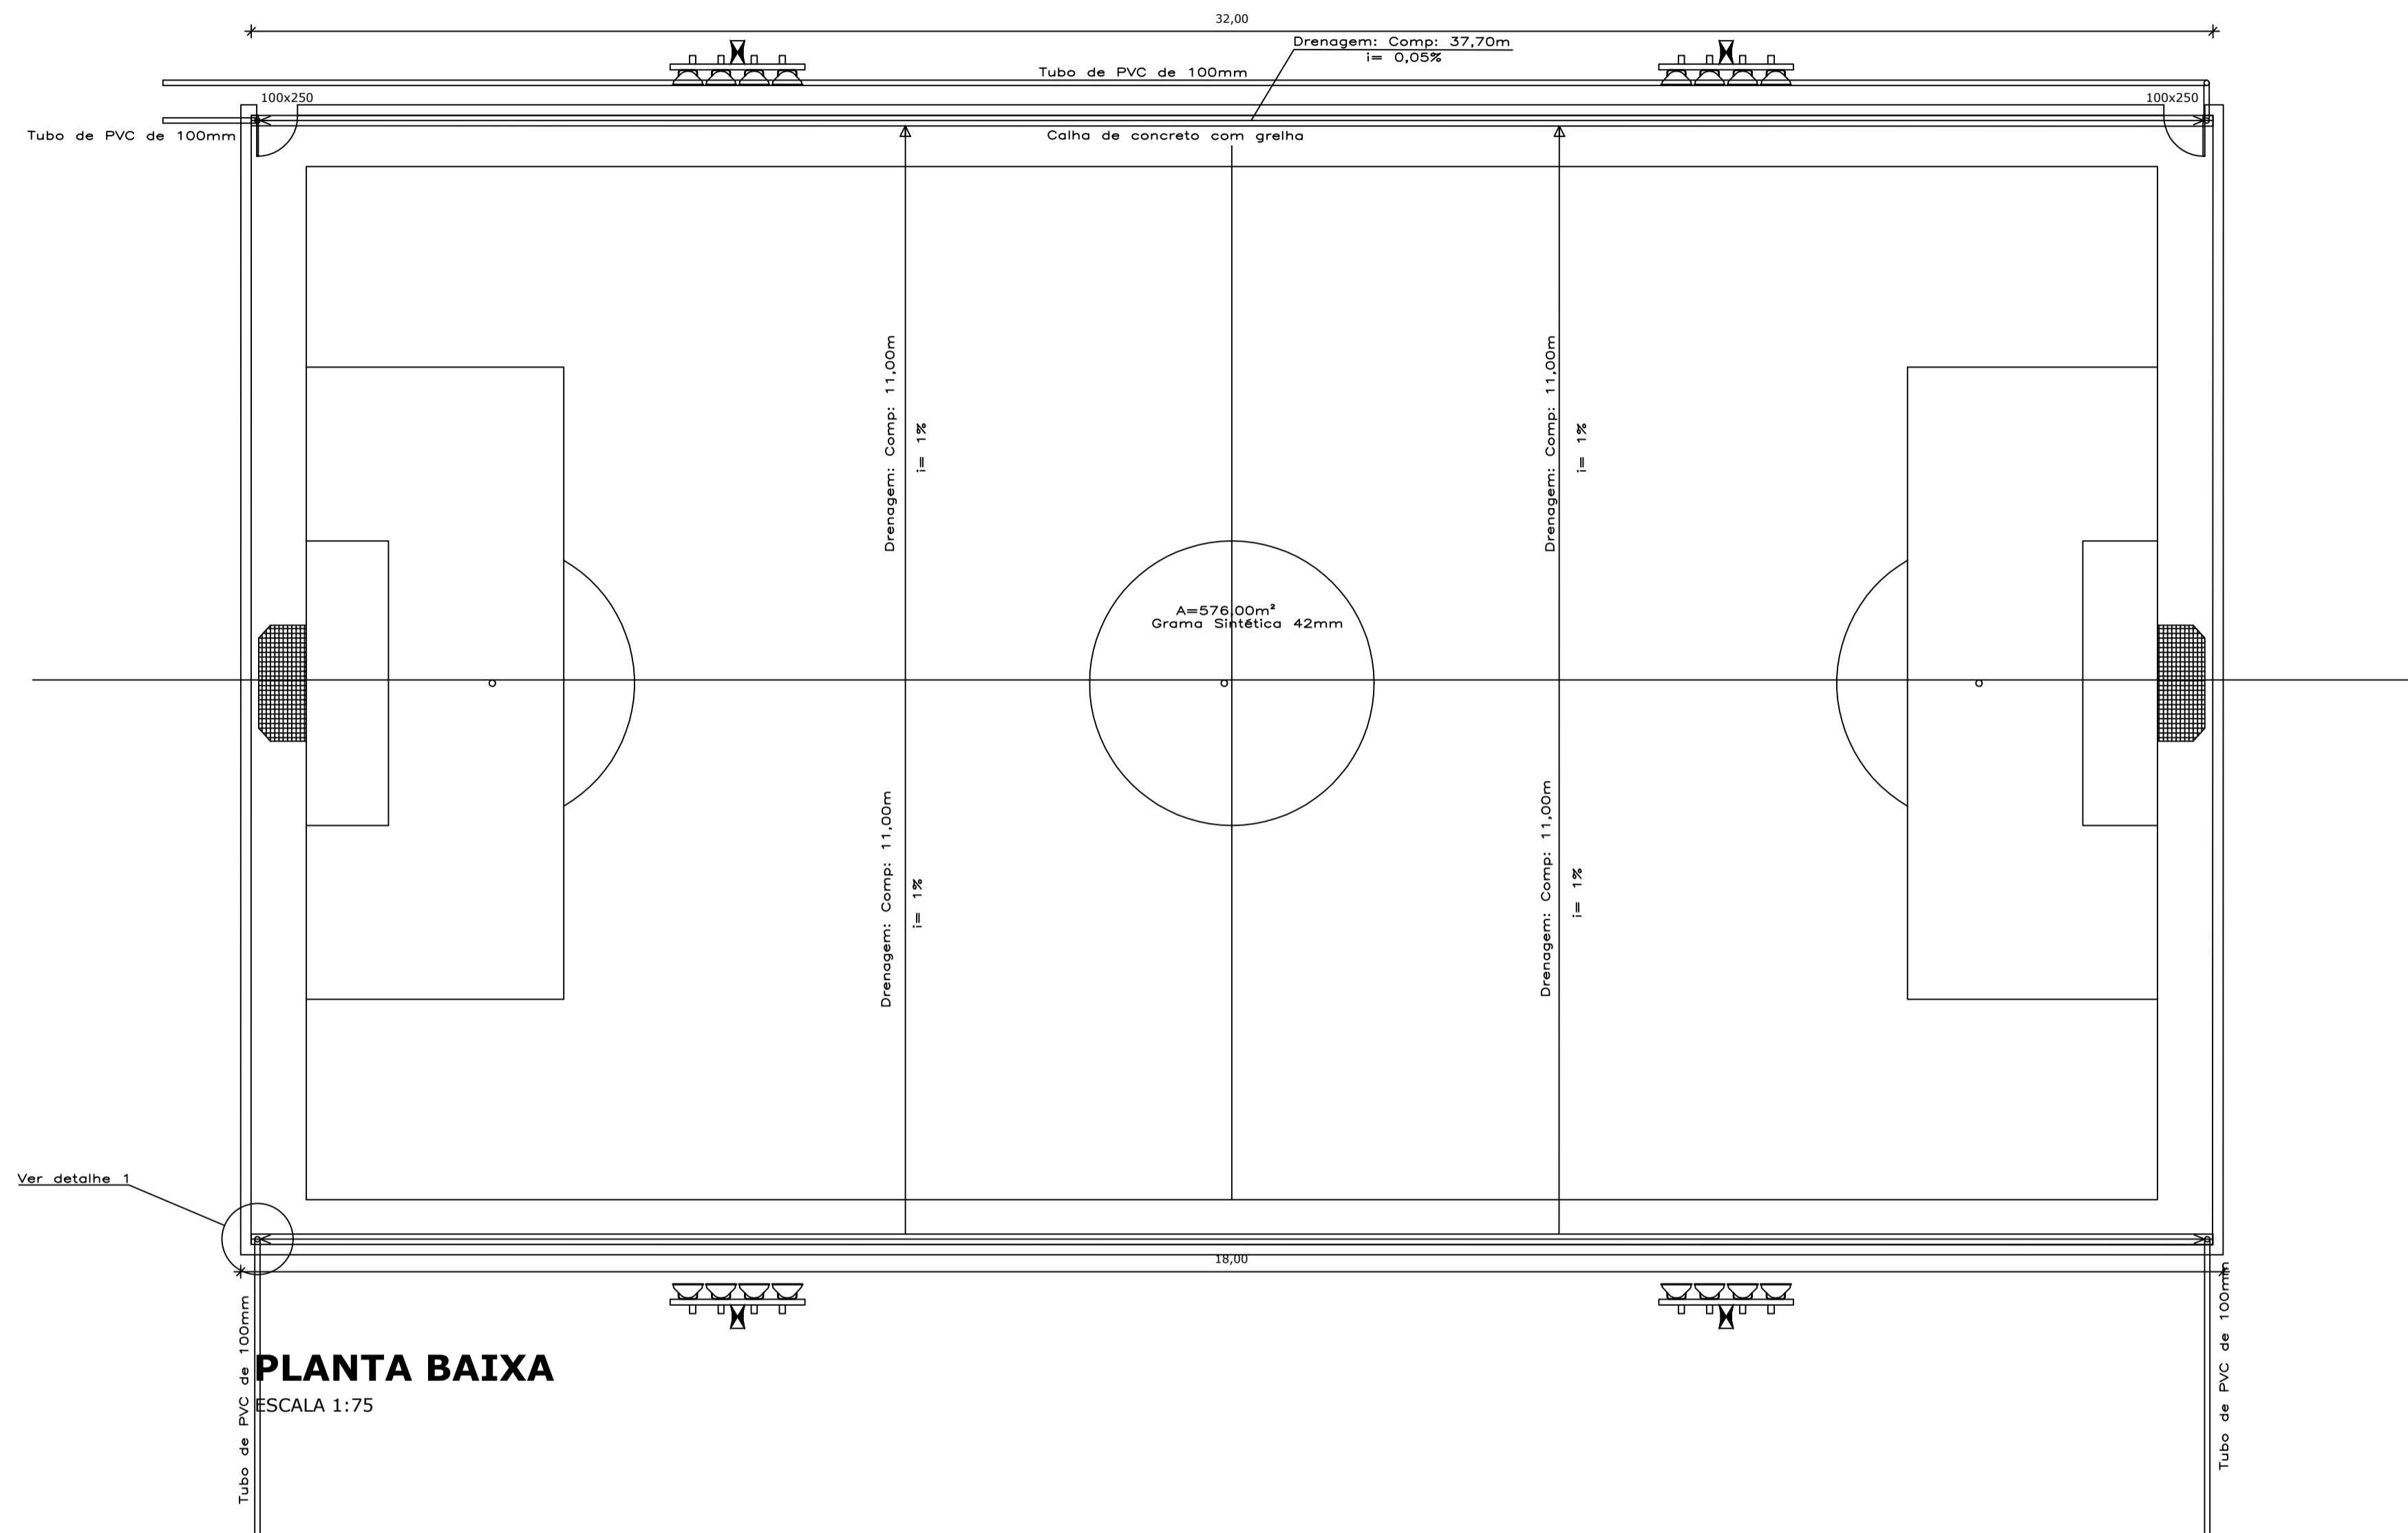 32,00
Drenagem: Comp: 37,70m
i= 0,05%
Tubo de PVC de 100mm
100x250
100x250
Tubo de PVC de 100mm
Calha de concreto com grelha
Drenagem: Comp: 11,00m
i= 1%
Drenagem: Comp: 11,00m
i= 1%
A=576,00m²
Grama Sintética 42mm
Drenagem: Comp: 11,00m
i= 1%
Drenagem: Comp: 11,00m
i= 1%
Ver detalhe 1
18,00
Tubo de PVC de 100mm
Tubo de PVC de 100mm
PLANTA BAIXA
ESCALA 1:75